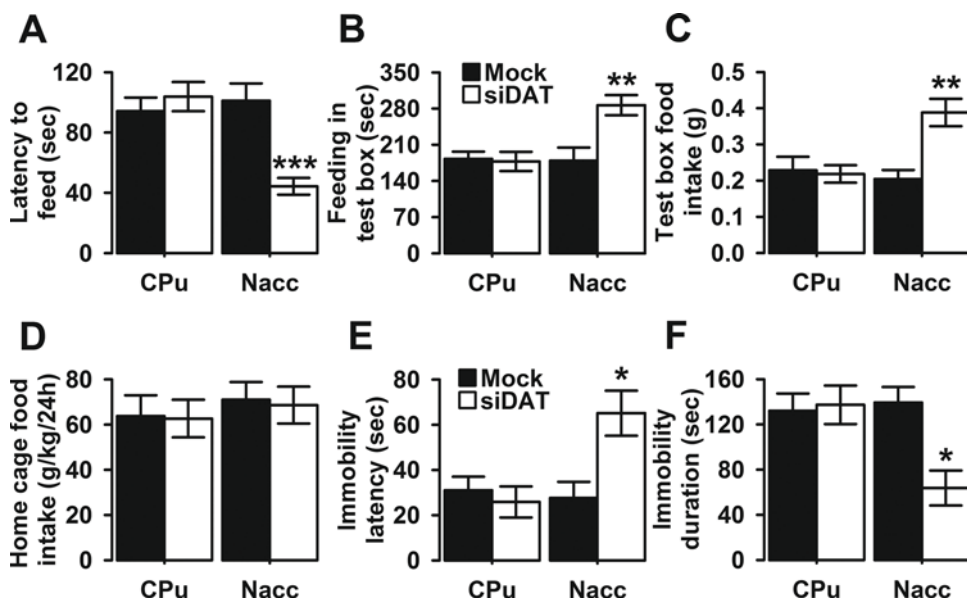 A
Latency to
feed (sec)
120
80
40
0
***
CPu
Nacc
B
Feeding in
test box (sec)
350
280
210
140
70
0
Mock
siDAT
**
CPu
Nacc
C
Test box food
intake (g)
0.5
0.4
0.3
0.2
0.1
0.0
**
CPu
Nacc
D
Home cage food
intake (g/kg/24h)
80
60
40
20
0
CPu
Nacc
E
Immobility
latency (sec)
80
60
40
20
0
Mock
siDAT
*
CPu
Nacc
F
Immobility
duration (sec)
160
120
80
40
0
*
CPu
Nacc